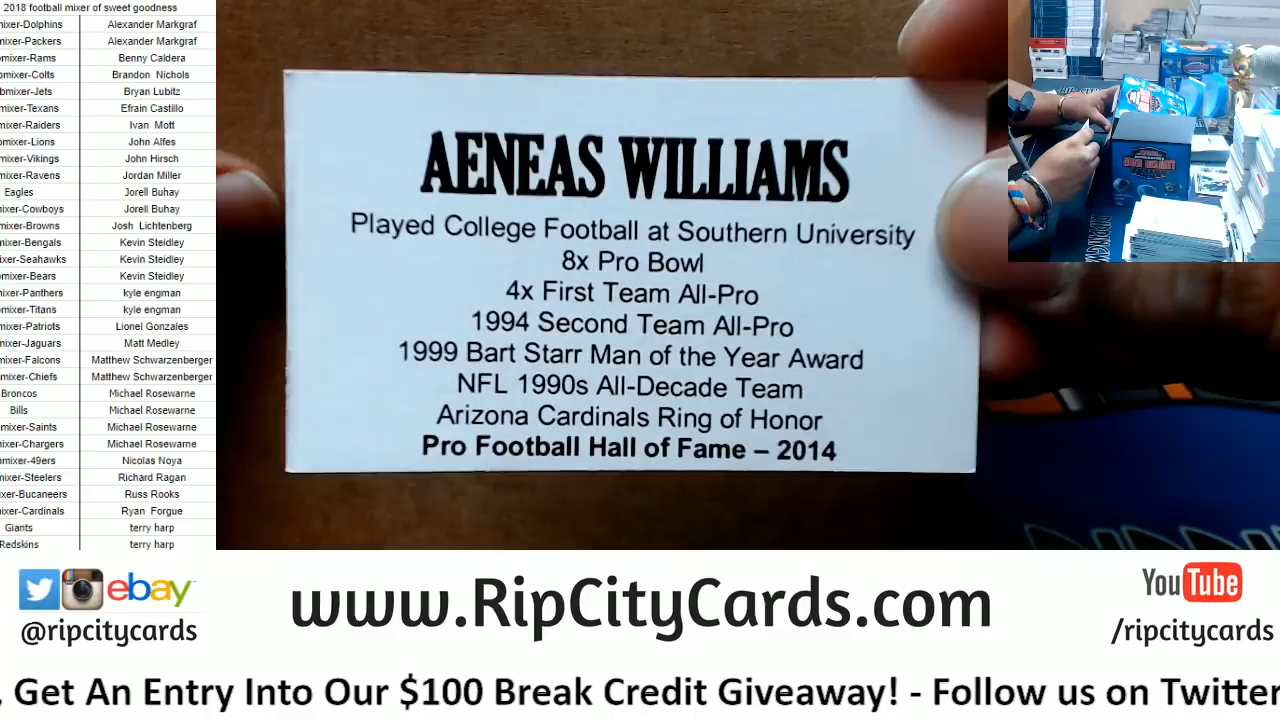 2018 football mixer of sweet goodness
mixer-Dolphins Alexander Markgraf
mixer-Packers Alexander Markgraf
mixer-Rams Benny Caldera
omixer-Colts Brandon Nichols
bmixer-Jets Bryan Lubitz
mixer-Texans Efrain Castillo
mixer-Raiders Ivan Mott
omixer-Lions John Alfes
mixer-Vikings John Hirsch
mixer-Ravens Jordan Miller
Eagles Jorell Buhay
mixer-Cowboys Jorell Buhay
mixer-Browns Josh Lichtenberg
mixer-Bengals Kevin Steidley
mixer-Seahawks Kevin Steidley
omixer-Bears Kevin Steidley
mixer-Panthers kyle engman
omixer-Titans kyle engman
mixer-Patriots Lionel Gonzales
mixer-Jaguars Matt Medley
mixer-Falcons Matthew Schwarzenberger
mixer-Chiefs Matthew Schwarzenberger
Broncos Michael Rosewarne
Bills Michael Rosewarne
mixer-Saints Michael Rosewarne
mixer-Chargers Michael Rosewarne
omixer-49ers Nicolas Noya
mixer-Steelers Richard Ragan
ixer-Bucaneers Russ Rooks
mixer-Cardinals Ryan Forgue
Giants terry harp
Redskins terry harp
AENEAS WILLIAMS
Played College Football at Southern University
8x Pro Bowl
4x First Team All-Pro
1994 Second Team All-Pro
1999 Bart Starr Man of the Year Award
NFL 1990s All-Decade Team
Arizona Cardinals Ring of Honor
Pro Football Hall of Fame – 2014
ebay
@ripcitycards
www.RipCityCards.com
YouTube
/ripcitycards
. Get An Entry Into Our $100 Break Credit Giveaway! - Follow us on Twitter